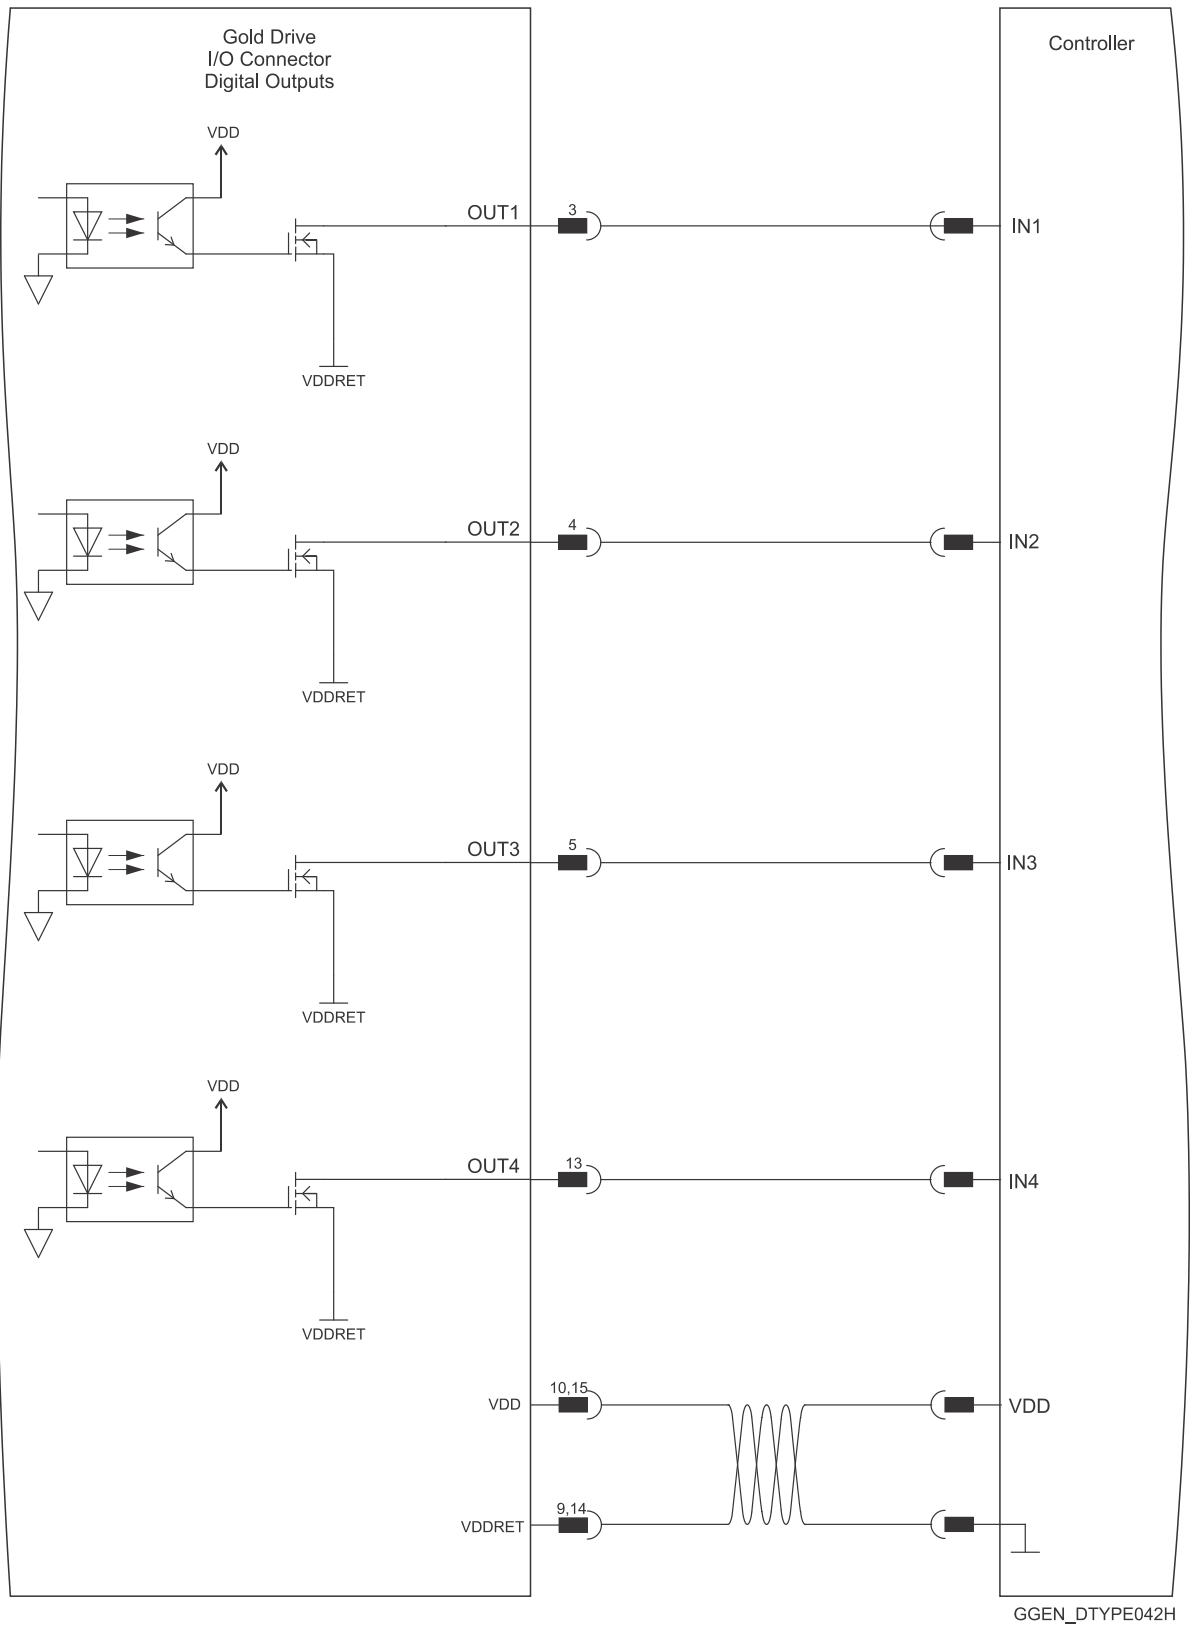 Gold Drive
I/O Connector
Digital Outputs
Controller
VDD
OUT1
3
IN1
VDDRET
VDD
OUT2
4
IN2
VDDRET
VDD
OUT3
5
IN3
VDDRET
VDD
OUT4
13
IN4
VDDRET
VDD
10,15
VDD
VDDRET
9,14
GGEN_DTYPE042H